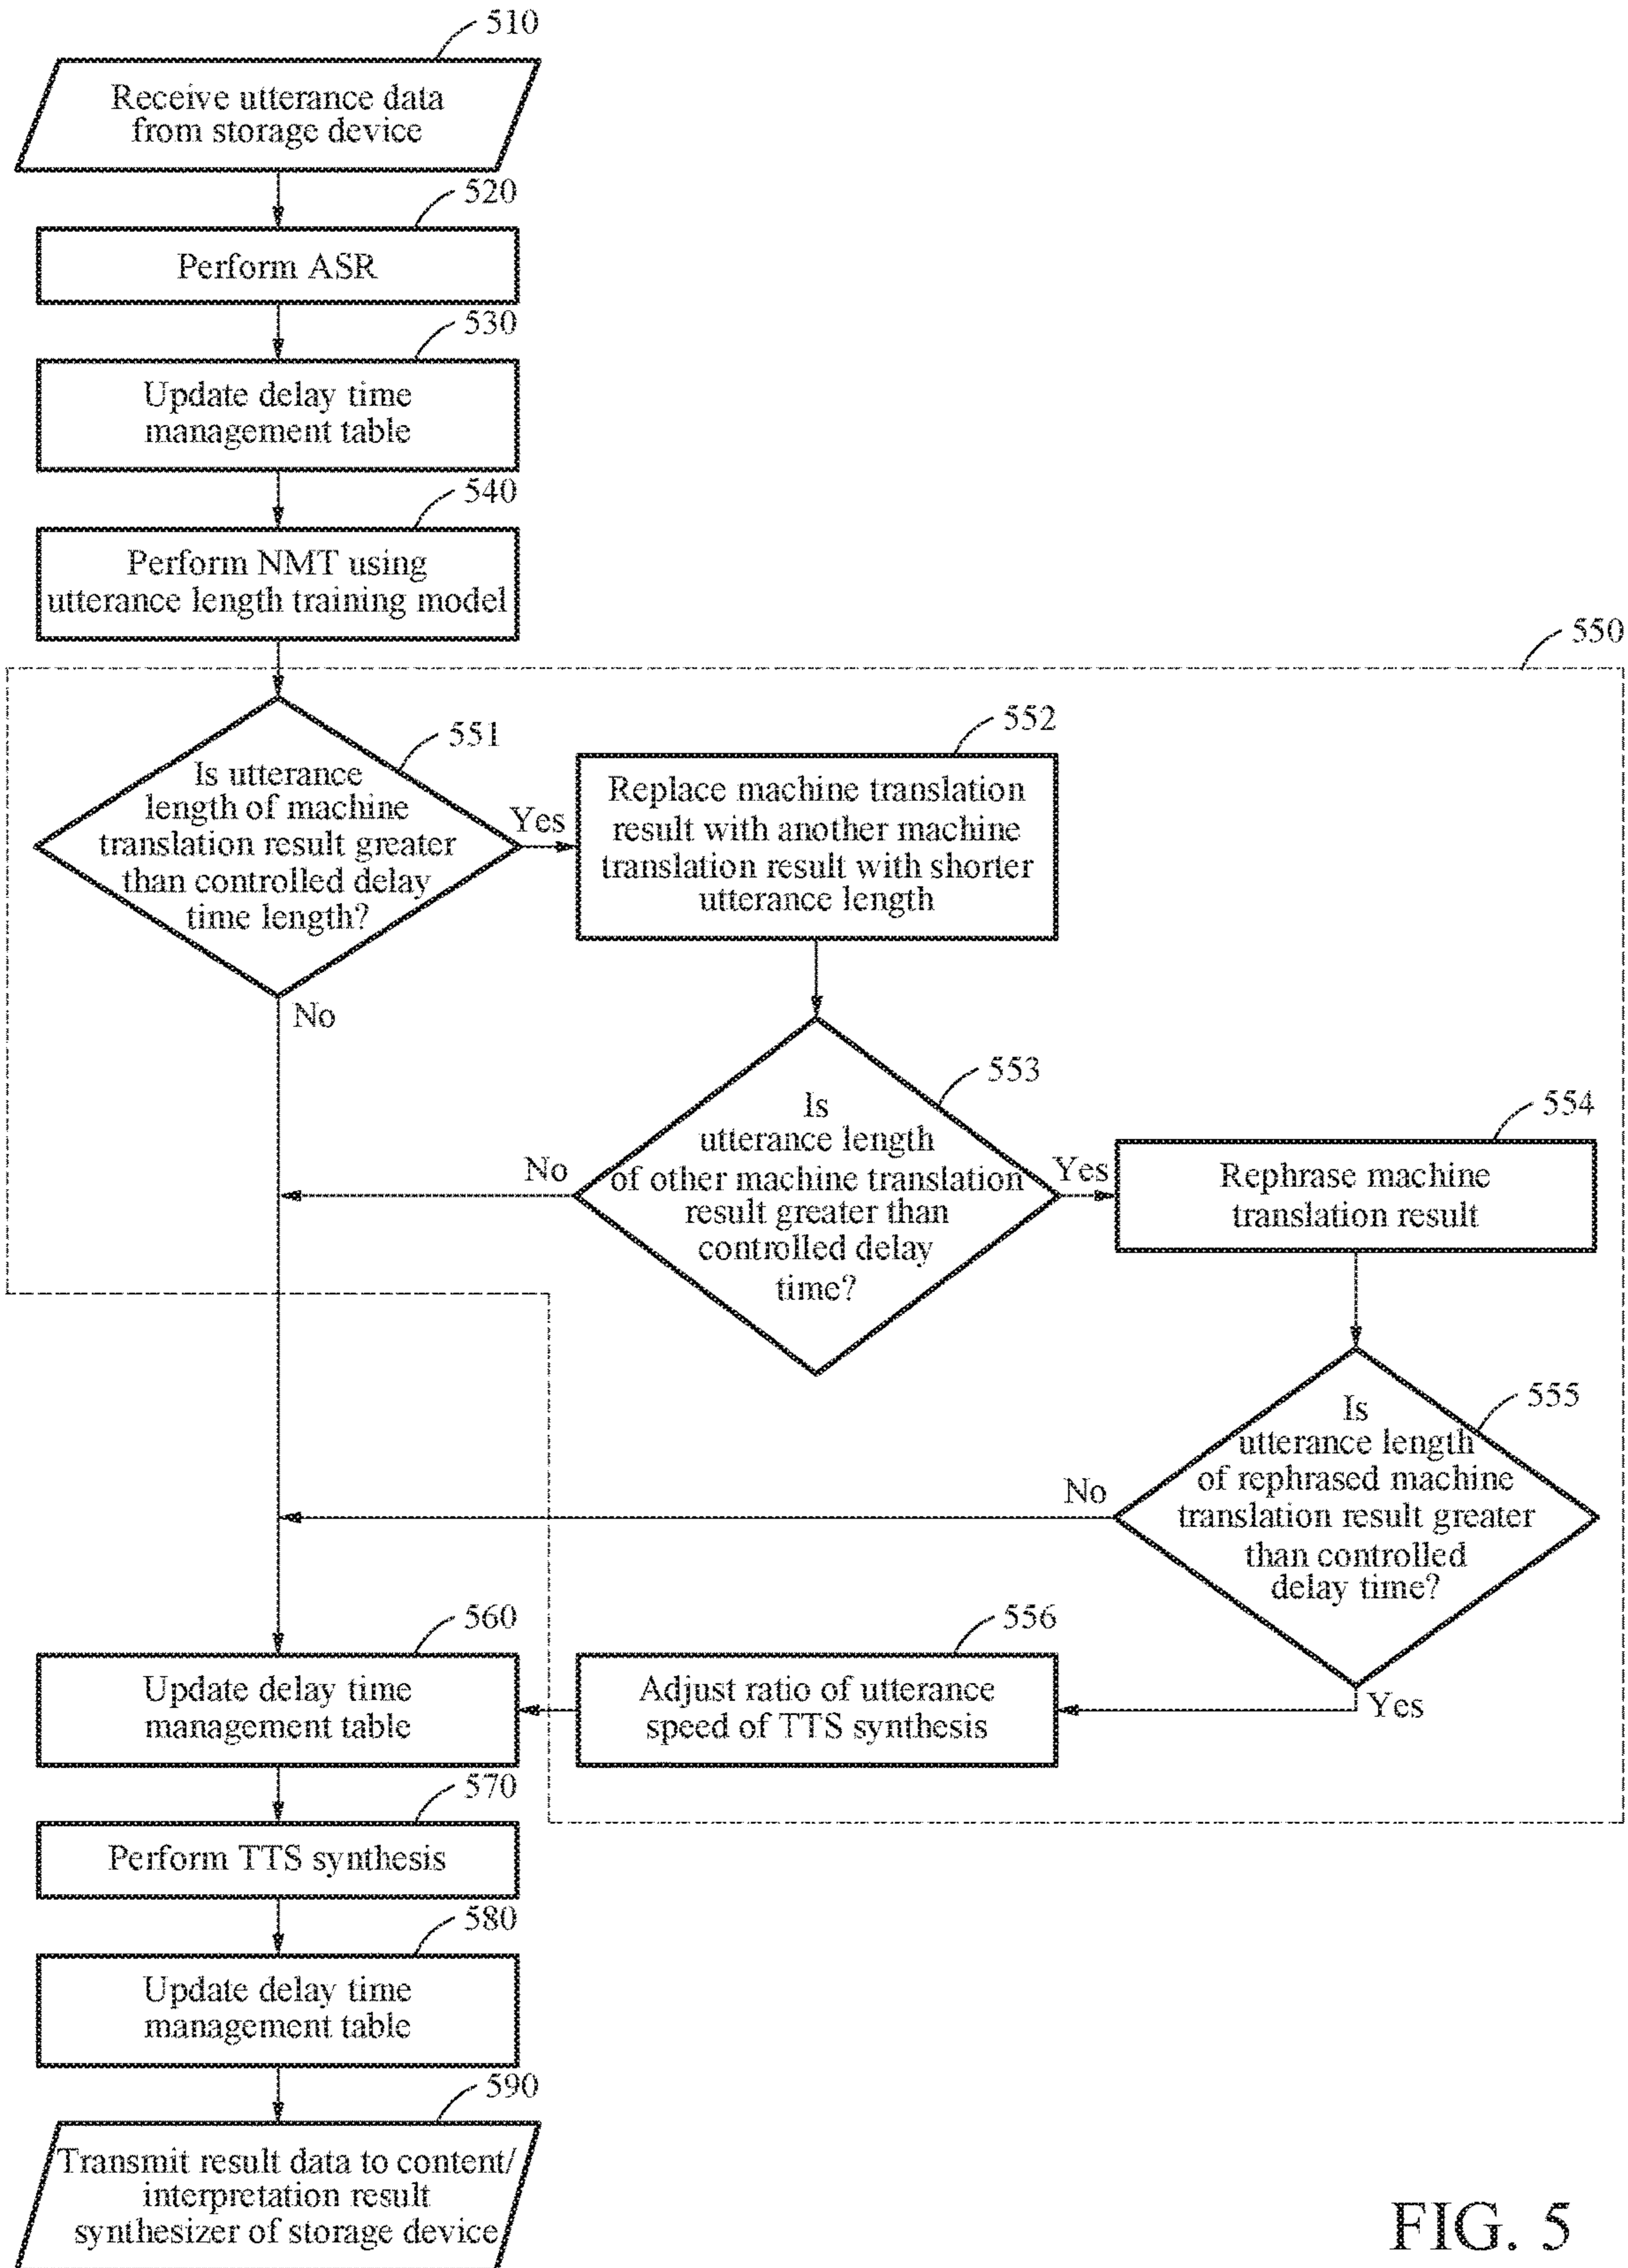 510
Receive utterance data
from storage device
520
Perform ASR
530
Update delay time
management table
540
Perform NMT using
utterance length training model
550
551
Is utterance
length of machine
translation result greater
than controlled delay
time length?
Yes
No
552
Replace machine translation
result with another machine
translation result with shorter
utterance length
553
Is
utterance length
of other machine translation
result greater than
controlled delay
time?
No
Yes
554
Rephrase machine
translation result
555
Is
utterance length
of rephrased machine
translation result greater
than controlled
delay time?
No
Yes
556
Adjust ratio of utterance
speed of TTS synthesis
560
Update delay time
management table
570
Perform TTS synthesis
580
Update delay time
management table
590
Transmit result data to content/
interpretation result
synthesizer of storage device
FIG. 5